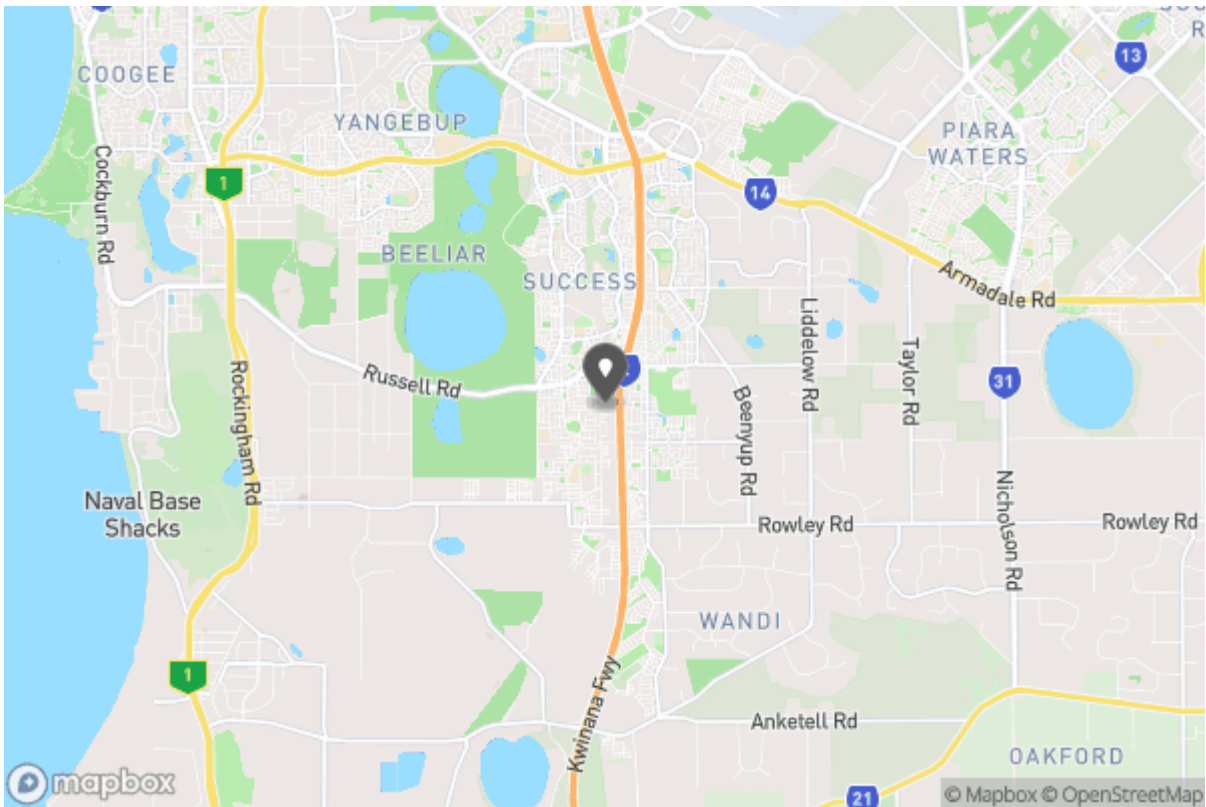 COOGEE
13
YANGEBUP
PIARA
WATERS
1
14
Cockburn Rd
BEELIAR
SUCCESS
Armadale Rd
Liddelow Rd
Taylor Rd
Russell Rd
31
Rockingham Rd
Beenyup Rd
Nicholson Rd
Naval Base
Shacks
Rowley Rd
Rowley Rd
WANDI
1
Kwinana Fwy
Anketell Rd
OAKFORD
mapbox
21
© Mapbox © OpenStreetMap